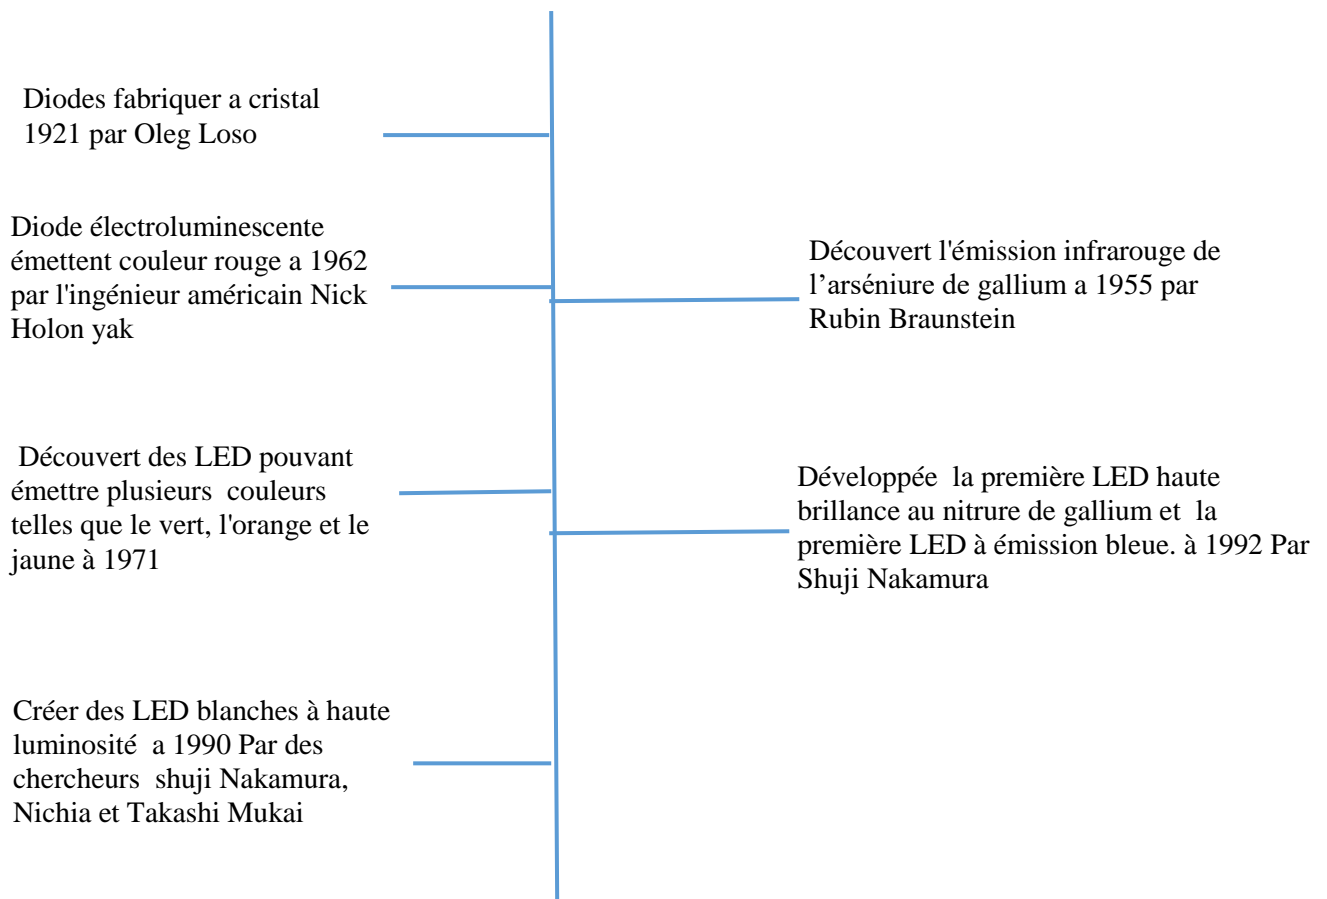 Diodes fabriquer a cristal
1921 par Oleg Loso
Diode électroluminescente
émettent couleur rouge a 1962
par l'ingénieur américain Nick
Holon yak
Découvert l'émission infrarouge de
l’arséniure de gallium a 1955 par
Rubin Braunstein
Découvert des LED pouvant
émettre plusieurs  couleurs
telles que le vert, l'orange et le
jaune à 1971
Développée  la première LED haute
brillance au nitrure de gallium et  la
première LED à émission bleue. à 1992 Par
Shuji Nakamura
Créer des LED blanches à haute
luminosité  a 1990 Par des
chercheurs  shuji Nakamura,
Nichia et Takashi Mukai